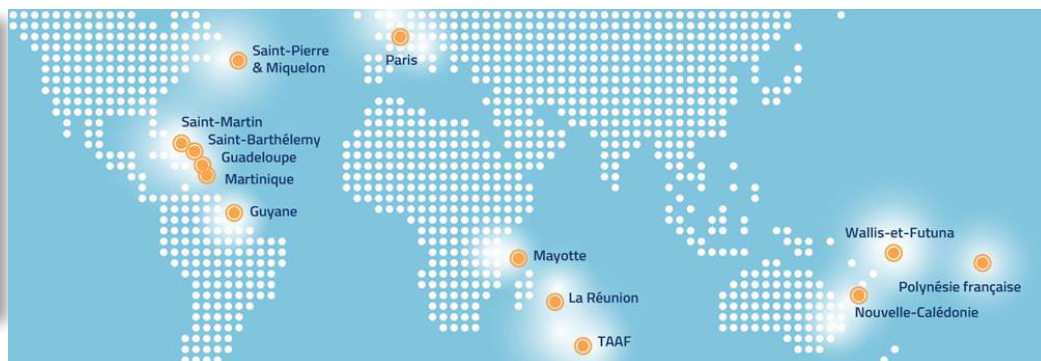 Saint-Pierre
& Miquelon
Paris
Saint-Martin
Saint-Barthélemy
Guadeloupe
Martinique
Guyane
Mayotte
La Réunion
TAAF
Wallis-et-Futuna
Polynésie française
Nouvelle-Calédonie